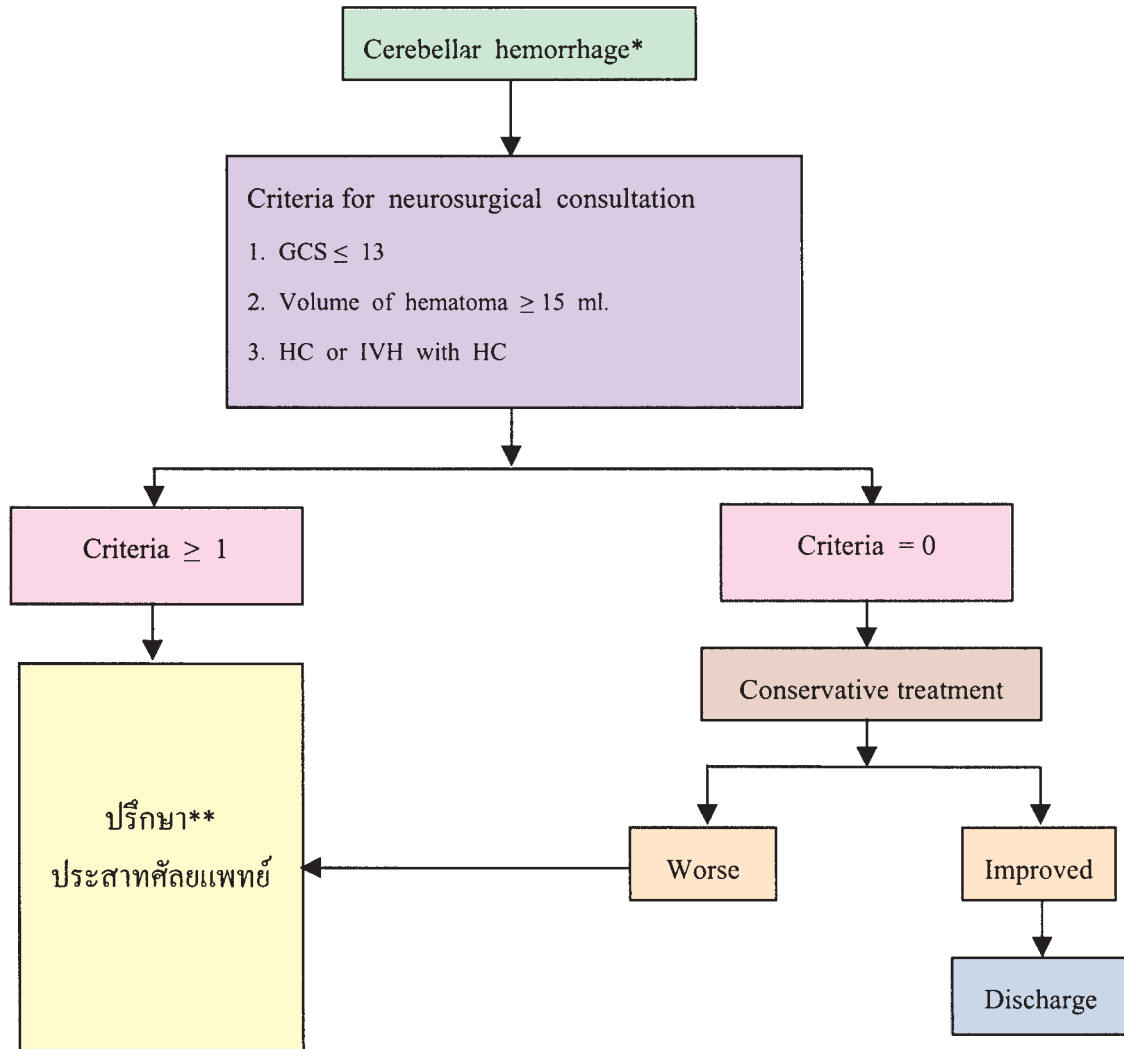 Cerebellar hemorrhage*
Criteria for neurosurgical consultation
1. GCS ≤ 13
2. Volume of hematoma ≥ 15 ml.
3. HC or IVH with HC
Criteria ≥ 1
Criteria = 0
Conservative treatment
ปรึกษา**
ประสาทศัลยแพทย์
Worse
Improved
Discharge